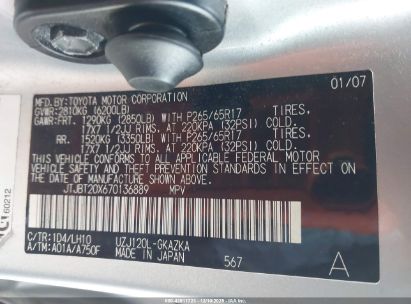 01/07
MFD.BY:TOYOTA MOTOR CORPORATION
GVWR:2810KG (6200LB)
GAWR:FRT. 1290KG (2850LB) WITH P265/65R17 TIRES,
17X7 1/2JJ RIMS, AT 220KPA (32PSI) COLD.
RR. 1520KG (3350LB) WITH P265/65R17 TIRES,
17X7 1/2JJ RIMS, AT 220KPA (32PSI) COLD.
THIS VEHICLE CONFORMS TO ALL APPLICABLE FEDERAL MOTOR
VEHICLE SAFETY AND THEFT PREVENTION STANDARDS IN EFFECT
ON THE DATE OF MANUFACTURE SHOWN ABOVE.
JTJBT20X670136889 MPV
C/TR:1D4/LH10 UZJ120L-GKAZKA
A/TM:A01A/A750F MADE IN JAPAN 567 A
60212